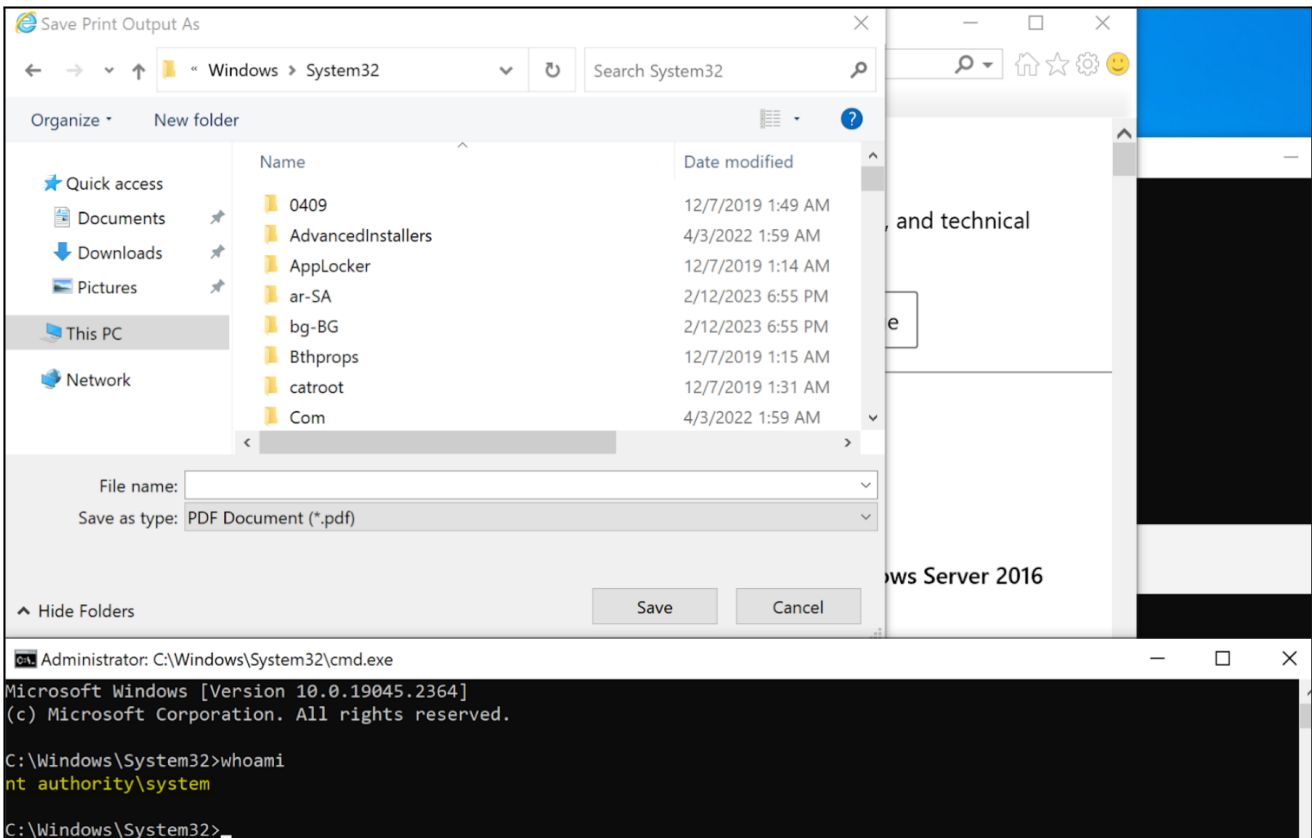 Save Print Output As
« Windows > System32
Search System32
Organize
New folder
Name
Date modified
Quick access
Documents
Downloads
Pictures
This PC
Network
0409 12/7/2019 1:49 AM
AdvancedInstallers 4/3/2022 1:59 AM
AppLocker 12/7/2019 1:14 AM
ar-SA 2/12/2023 6:55 PM
bg-BG 2/12/2023 6:55 PM
Bthprops 12/7/2019 1:15 AM
catroot 12/7/2019 1:31 AM
Com 4/3/2022 1:59 AM
, and technical
e
File name:
Save as type: PDF Document (*.pdf)
ows Server 2016
Hide Folders
Save
Cancel
Administrator: C:\Windows\System32\cmd.exe
Microsoft Windows [Version 10.0.19045.2364]
(c) Microsoft Corporation. All rights reserved.
C:\Windows\System32>whoami
nt authority\system
C:\Windows\System32>_